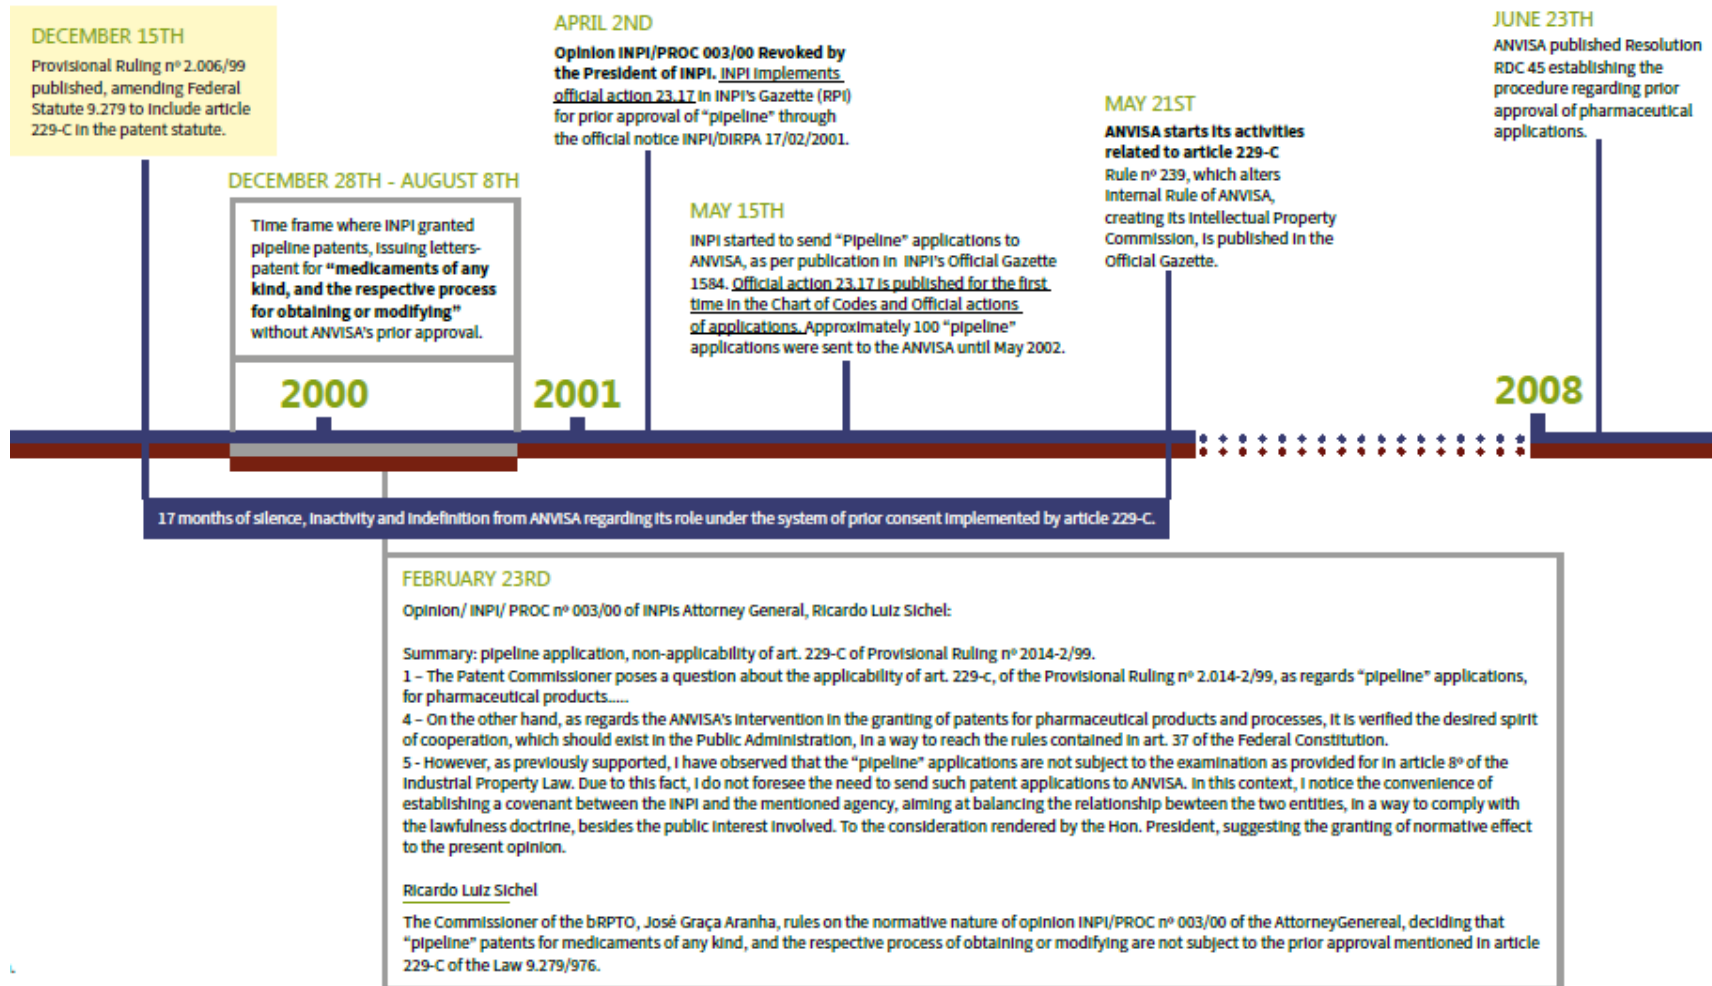 DECEMBER 15TH
Provisional Ruling nº 2.006/99
published, amending Federal
Statute 9.279 to include article
229-C in the patent statute.
DECEMBER 28TH - AUGUST 8TH
Time frame where INPI granted
pipeline patents, issuing letters-
patent for “medicaments of any
kind, and the respective process
for obtaining or modifying”
without ANVISA's prior approval.
APRIL 2ND
Opinion INPI/PROC 003/00 Revoked by
the President of INPI. INPI implements
official action 23.17 in INPI's Gazette (RPI)
for prior approval of “pipeline” through
the official notice INPI/DIRPA 17/02/2001.
MAY 15TH
INPI started to send “Pipeline” applications to
ANVISA, as per publication in INPI's Official Gazette
1584. Official action 23.17 is published for the first
time in the Chart of Codes and Official actions
of applications. Approximately 100 “pipeline”
applications were sent to the ANVISA until May 2002.
MAY 21ST
ANVISA starts its activities
related to article 229-C
Rule nº 239, which alters
Internal Rule of ANVISA,
creating its Intellectual Property
Commission, is published in the
Official Gazette.
JUNE 23TH
ANVISA published Resolution
RDC 45 establishing the
procedure regarding prior
approval of pharmaceutical
applications.
2000
2001
2008
17 months of silence, inactivity and indefinition from ANVISA regarding its role under the system of prior consent implemented by article 229-C.
FEBRUARY 23RD
Opinion/ INPI/ PROC nº 003/00 of INPIs Attorney General, Ricardo Luiz Sichel:
Summary: pipeline application, non-applicability of art. 229-C of Provisional Ruling nº 2014-2/99.
1 – The Patent Commissioner poses a question about the applicability of art. 229-c, of the Provisional Ruling nº 2.014-2/99, as regards “pipeline” applications,
for pharmaceutical products.....
4 – On the other hand, as regards the ANVISA's intervention in the granting of patents for pharmaceutical products and processes, it is verified the desired spirit
of cooperation, which should exist in the Public Administration, in a way to reach the rules contained in art. 37 of the Federal Constitution.
5 - However, as previously supported, I have observed that the “pipeline” applications are not subject to the examination as provided for in article 8º of the
Industrial Property Law. Due to this fact, I do not foresee the need to send such patent applications to ANVISA. In this context, I notice the convenience of
establishing a covenant between the INPI and the mentioned agency, aiming at balancing the relationship bewteen the two entities, in a way to comply with
the lawfulness doctrine, besides the public interest involved. To the consideration rendered by the Hon. President, suggesting the granting of normative effect
to the present opinion.
Ricardo Luiz Sichel
The Commissioner of the bRPTO, José Graça Aranha, rules on the normative nature of opinion INPI/PROC nº 003/00 of the AttorneyGenereal, deciding that
“pipeline” patents for medicaments of any kind, and the respective process of obtaining or modifying are not subject to the prior approval mentioned in article
229-C of the Law 9.279/976.